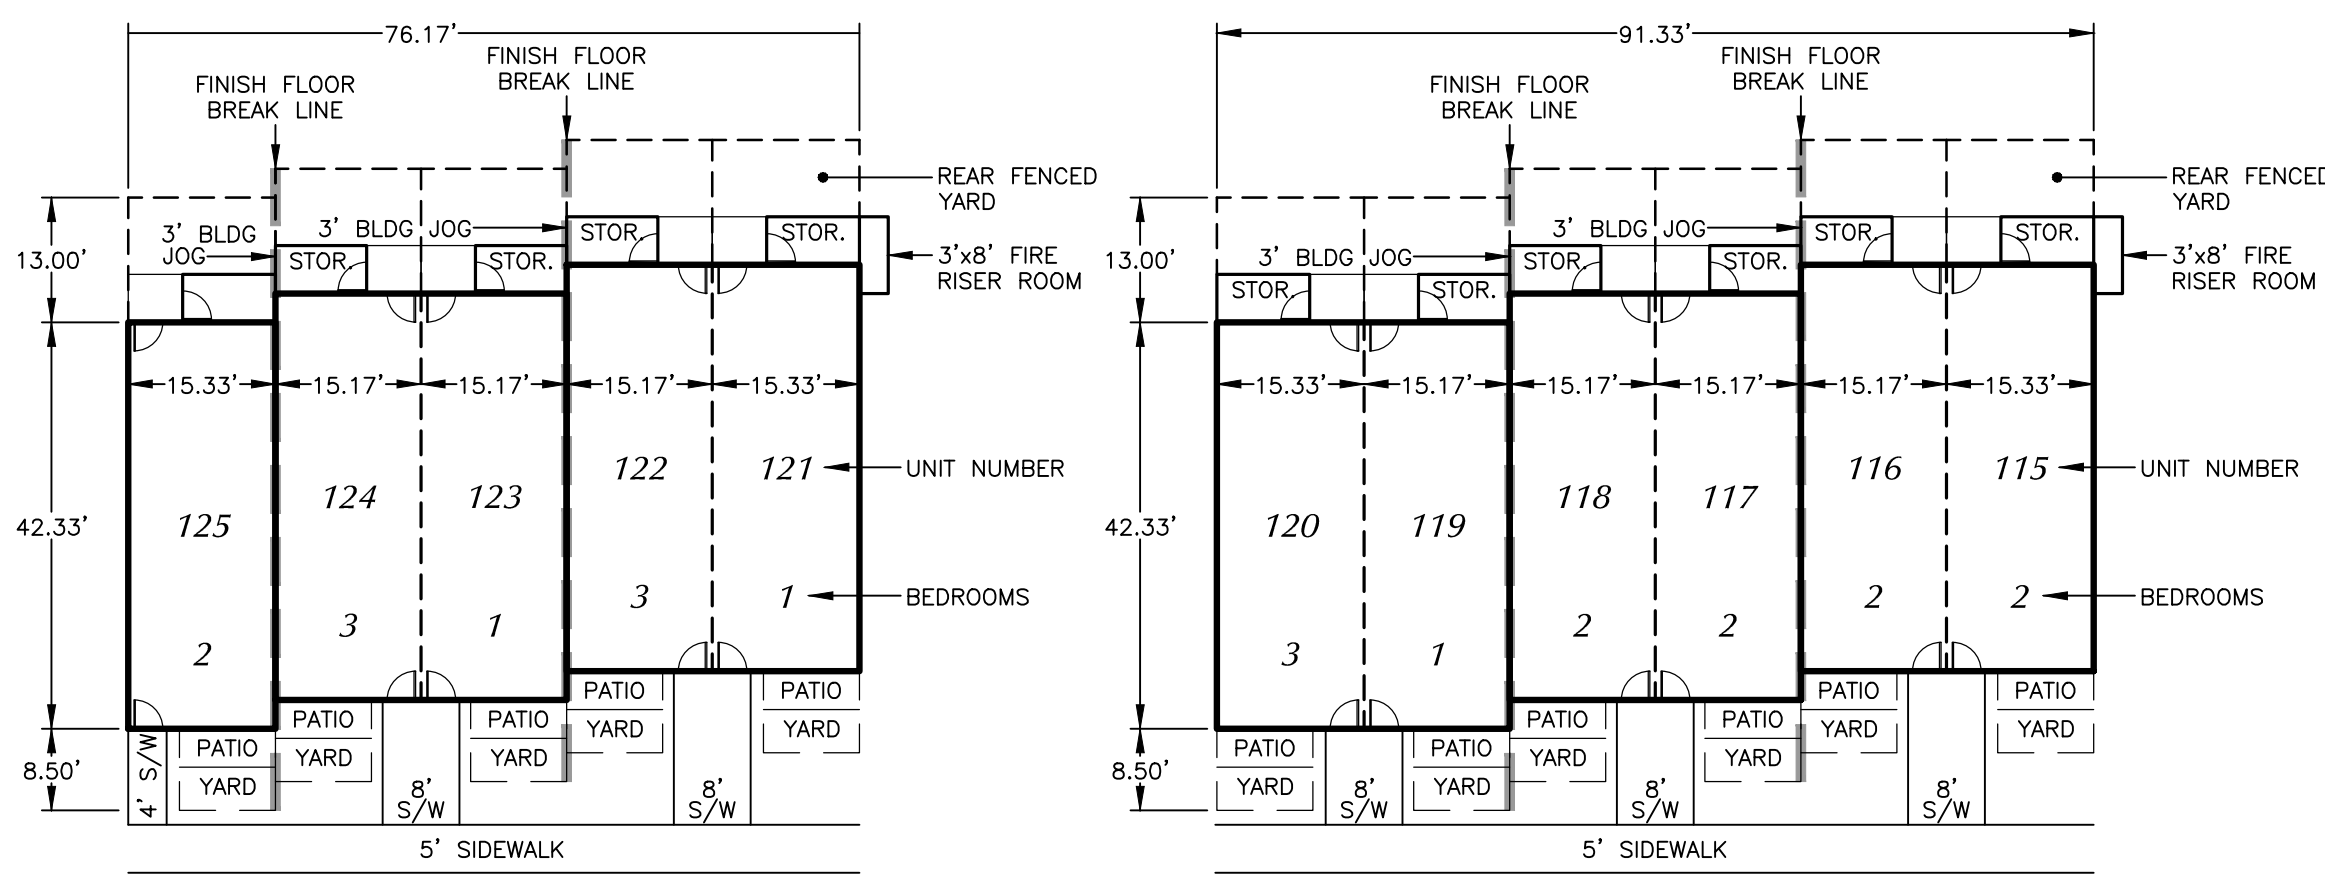 76.17'
FINISH FLOOR
BREAK LINE
FINISH FLOOR
BREAK LINE
REAR FENCED
YARD
3' BLDG
JOG
3' BLDG JOG
STOR.
STOR.
STOR.
STOR.
3'x8' FIRE
RISER ROOM
13.00'
15.33'
15.17'
15.17'
15.17'
15.33'
122
121
UNIT NUMBER
124
123
125
42.33'
3
1
BEDROOMS
3
1
2
PATIO
PATIO
PATIO
PATIO
YARD
YARD
PATIO
YARD
YARD
YARD
8.50'
4' S/W
8'
S/W
8'
S/W
5' SIDEWALK
91.33'
FINISH FLOOR
BREAK LINE
FINISH FLOOR
BREAK LINE
REAR FENCED
YARD
3' BLDG JOG
3' BLDG JOG
STOR.
STOR.
STOR.
STOR.
STOR.
STOR.
3'x8' FIRE
RISER ROOM
13.00'
15.33'
15.17'
15.17'
15.17'
15.17'
15.33'
116
115
UNIT NUMBER
118
117
120
119
42.33'
2
2
BEDROOMS
2
2
3
1
PATIO
PATIO
PATIO
PATIO
YARD
YARD
PATIO
PATIO
YARD
YARD
YARD
YARD
8.50'
8'
S/W
8'
S/W
8'
S/W
5' SIDEWALK